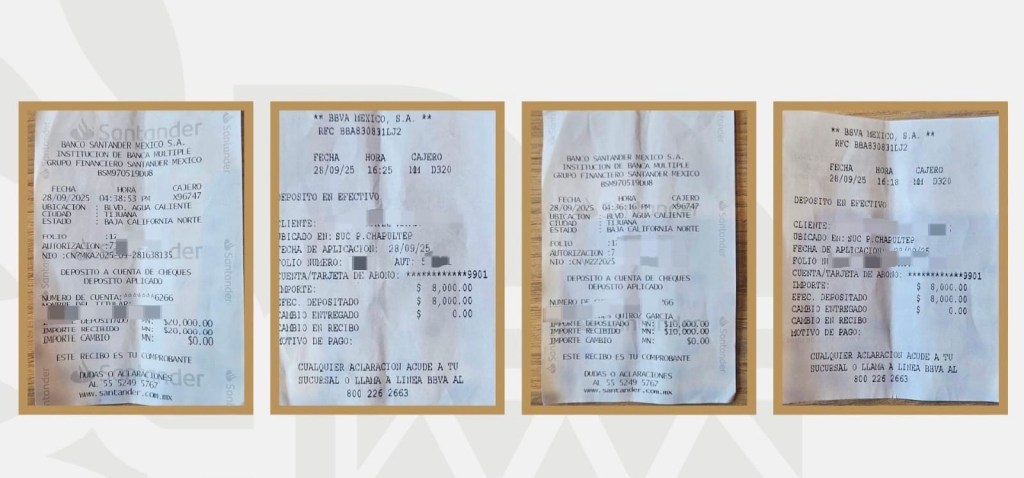 Santander
BANCO SANTANDER MEXICO S.A.
INSTITUCION DE BANCA MULTIPLE
GRUPO FINANCIERO SANTANDER MEXICO
BSM970519DU8
FECHA HORA CAJERO
28/09/2025 04:38:53 PM X96747
UBICACION : BLVD. AGUA CALIENTE
CIUDAD : TIJUANA
ESTADO : BAJA CALIFORNIA NORTE
FOLIO
AUTORIZACION
NIO
DEPOSITO A CUENTA DE CHEQUES
DEPOSITO APLICADO
NUMERO DE CUENTA:*******6266
DEPOSITADO MN: $20,000.00
IMPORTE RECIBIDO MN: $20,000.00
IMPORTE CAMBIO MN: $0.00
ESTE RECIBO ES TU COMPROBANTE
DUDAS O ACLARACIONES
AL 55 5249 5767
www.santander.com.mx
** BBVA MEXICO, S.A. **
RFC BBA830831LJ2
FECHA HORA CAJERO
28/09/25 16:25 D320
DEPOSITO EN EFECTIVO
CLIENTE:
UBICADO EN: SUC P.CHAPULTEP
FECHA DE APLICACION: 28/09/25
FOLIO NUMERO: AUT:
CUENTA/TARJETA DE ABONO: ************9901
IMPORTE: $ 8,000.00
EFEC. DEPOSITADO $ 8,000.00
CAMBIO ENTREGADO $ 0.00
CAMBIO EN RECIBO
MOTIVO DE PAGO:
CUALQUIER ACLARACION ACUDE A TU
SUCURSAL O LLAMA A LINEA BBVA AL
800 226 2663
BANCO SANTANDER MEXICO S.A.
INSTITUCION DE BANCA MULTIPLE
GRUPO FINANCIERO SANTANDER MEXICO
BSM970519DU8
FECHA HORA CAJERO
28/09/2025 04:36:16 PM X96747
UBICACION : BLVD. AGUA CALIENTE
CIUDAD : TIJUANA
ESTADO : BAJA CALIFORNIA NORTE
FOLIO
AUTORIZACION
NIO
DEPOSITO A CUENTA DE CHEQUES
DEPOSITO APLICADO
NUMERO DE
QUIROZ GARCIA
IMPORTE DEPOSITADO MN: $10,000.00
IMPORTE RECIBIDO MN: $10,000.00
IMPORTE CAMBIO MN: $0.00
ESTE RECIBO ES TU COMPROBANTE
DUDAS O ACLARACIONES
AL 55 5249 5767
www.santander.com.mx
** BBVA MEXICO, S.A. **
RFC BBA830831LJ2
FECHA HORA CAJERO
28/09/25 16:18 D320
DEPOSITO EN EFECTIVO
CLIENTE:
UBICADO EN: SUC P.CHAPULTEP
FECHA DE APLICACION:
FOLIO
CUENTA/TARJETA DE ABONO: ************9901
IMPORTE: $ 8,000.00
EFEC. DEPOSITADO $ 8,000.00
CAMBIO ENTREGADO $ 0.00
CAMBIO EN RECIBO
MOTIVO DE PAGO:
CUALQUIER ACLARACION ACUDE A TU
SUCURSAL O LLAMA A LINEA BBVA AL
800 226 2663